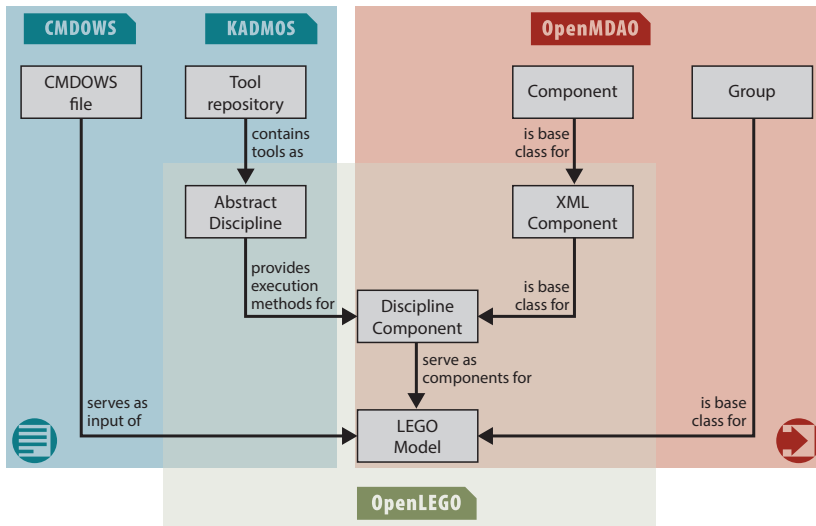 CMDOWS
KADMOS
OpenMDAO
CMDOWS
file
Tool
repository
Component
Group
contains
tools as
is base
class for
Abstract
Discipline
XML
Component
provides
execution
methods for
is base
class for
Discipline
Component
serve as
components for
serves as
input of
is base
class for
LEGO
Model
OpenLEGO